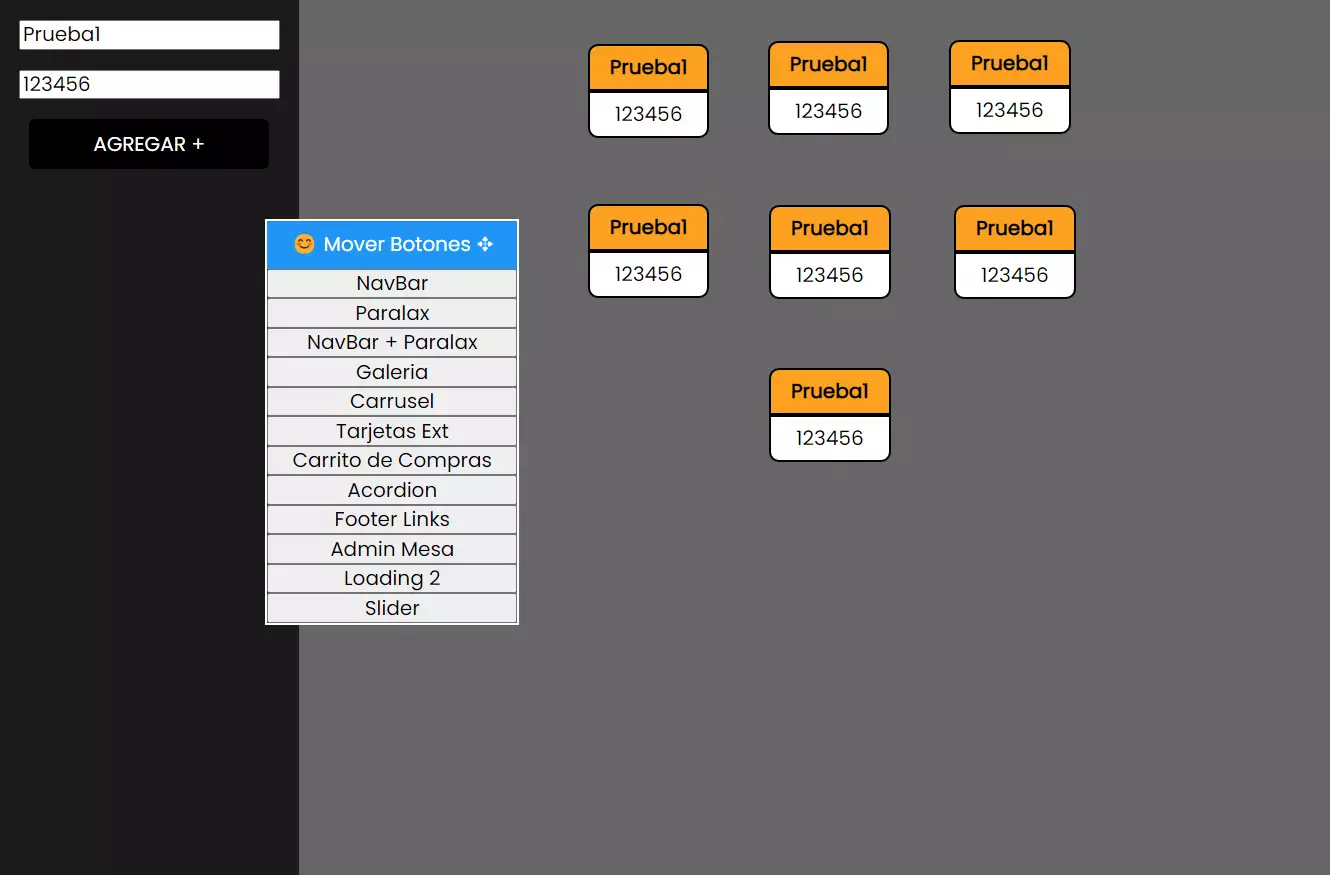 Prueba1
123456
AGREGAR +
😊 Mover Botones
NavBar
Paralax
NavBar + Paralax
Galeria
Carrusel
Tarjetas Ext
Carrito de Compras
Acordion
Footer Links
Admin Mesa
Loading 2
Slider
Prueba1
123456
Prueba1
123456
Prueba1
123456
Prueba1
123456
Prueba1
123456
Prueba1
123456
Prueba1
123456